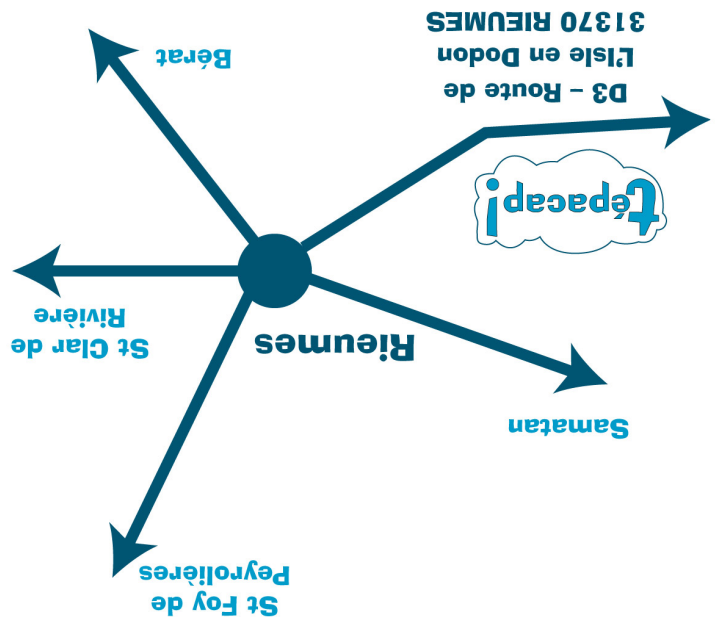 St Foy de
Peyrolières
Samatan
Rieumes
St Clar de
Rivière
tépacap!
D3 – Route de
L'Isle en Dodon
31370 RIEUMES
Bérat